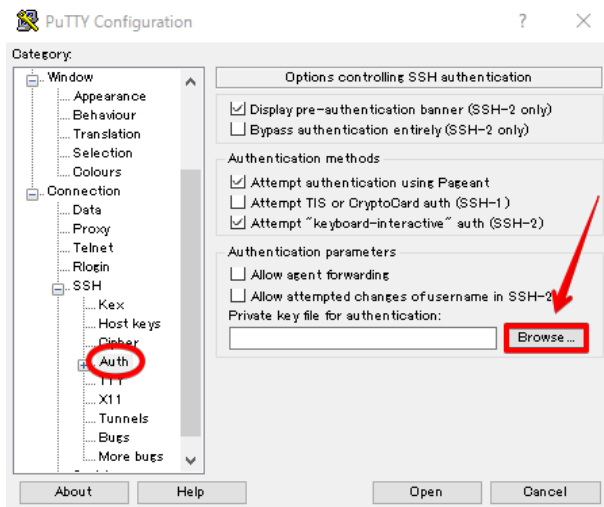 PuTTY Configuration
?
Category:
Window
Appearance
Behaviour
Translation
Selection
Colours
Connection
Data
Proxy
Telnet
Rlogin
SSH
Kex
Host keys
Cipher
Auth
TTY
X11
Tunnels
Bugs
More bugs
Options controlling SSH authentication
Display pre-authentication banner (SSH-2 only)
Bypass authentication entirely (SSH-2 only)
Authentication methods
Attempt authentication using Pageant
Attempt TIS or CryptoCard auth (SSH-1)
Attempt "keyboard-interactive" auth (SSH-2)
Authentication parameters
Allow agent forwarding
Allow attempted changes of username in SSH-2
Private key file for authentication:
Browse...
About
Help
Open
Cancel